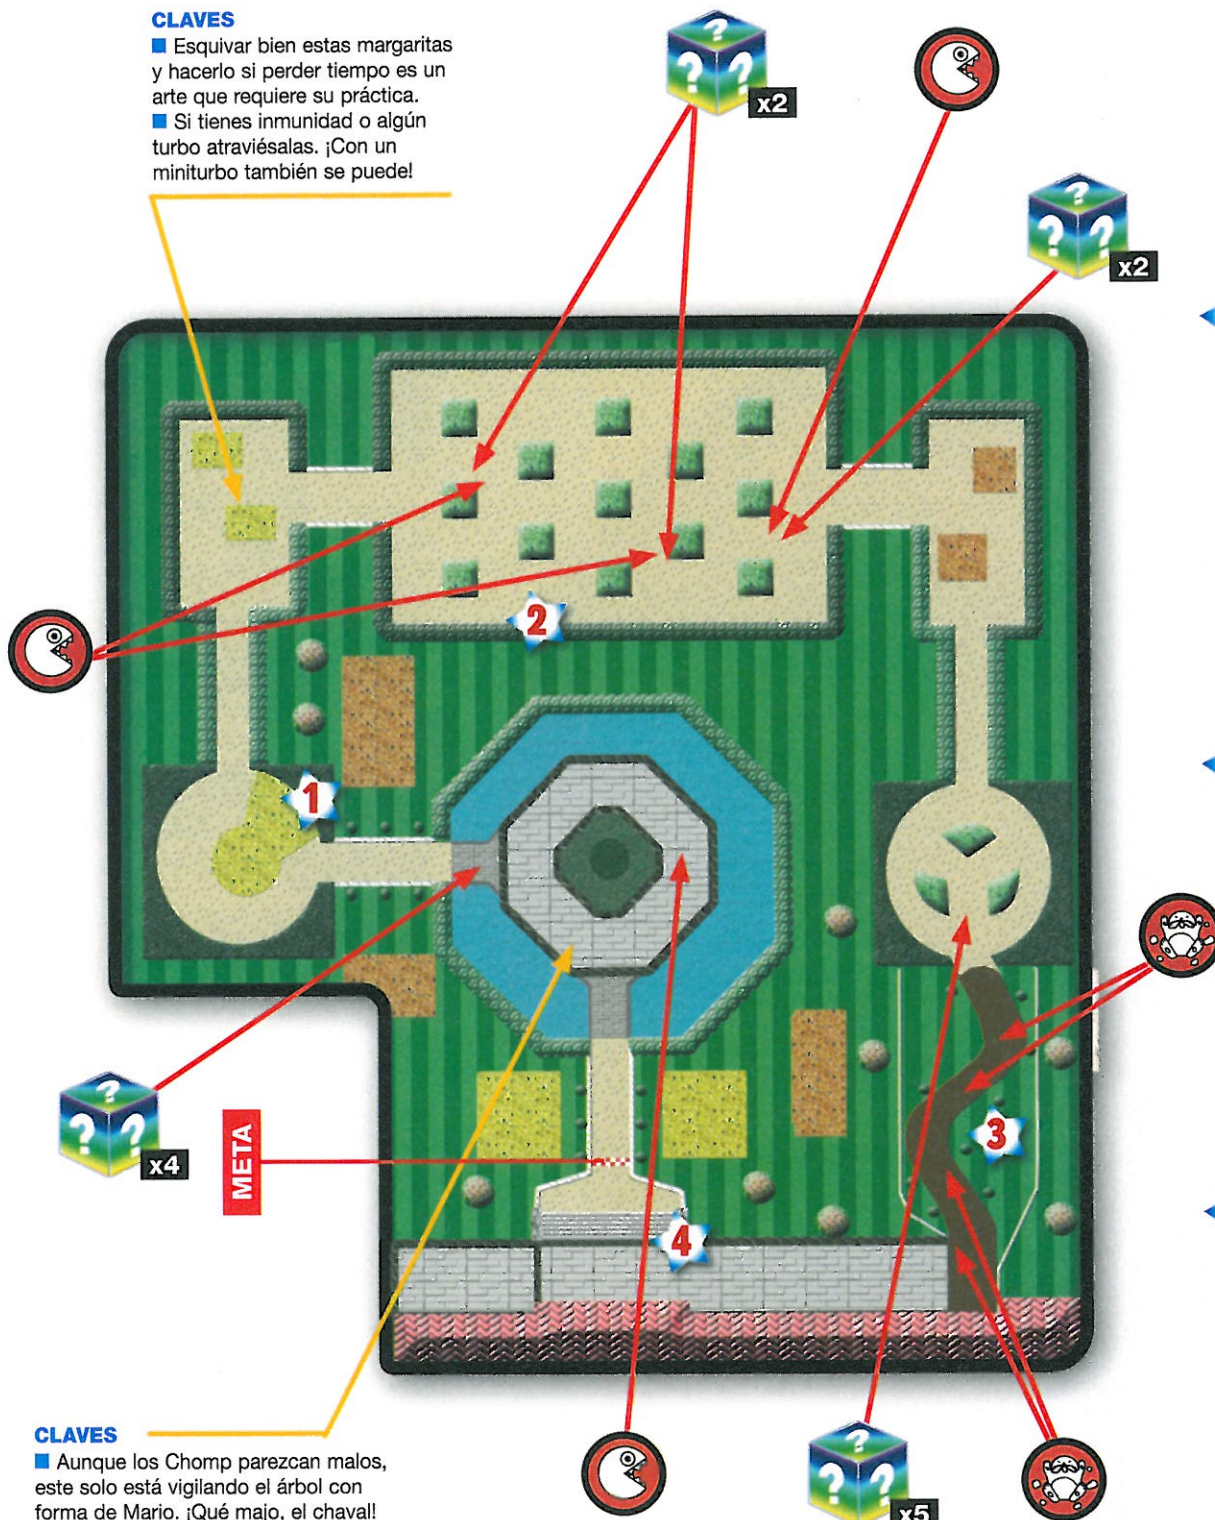 CLAVES
■ Esquivar bien estas margaritas
y hacerlo si perder tiempo es un
arte que requiere su práctica.
■ Si tienes inmunidad o algún
turbo atraviésalas. ¡Con un
miniturbo también se puede!
? ? ?
x2
? ? ?
x2
2
1
? ? ?
x4
META
3
4
CLAVES
■ Aunque los Chomp parezcan malos,
este solo está vigilando el árbol con
forma de Mario. ¡Qué majo, el chaval!
? ? ?
x5